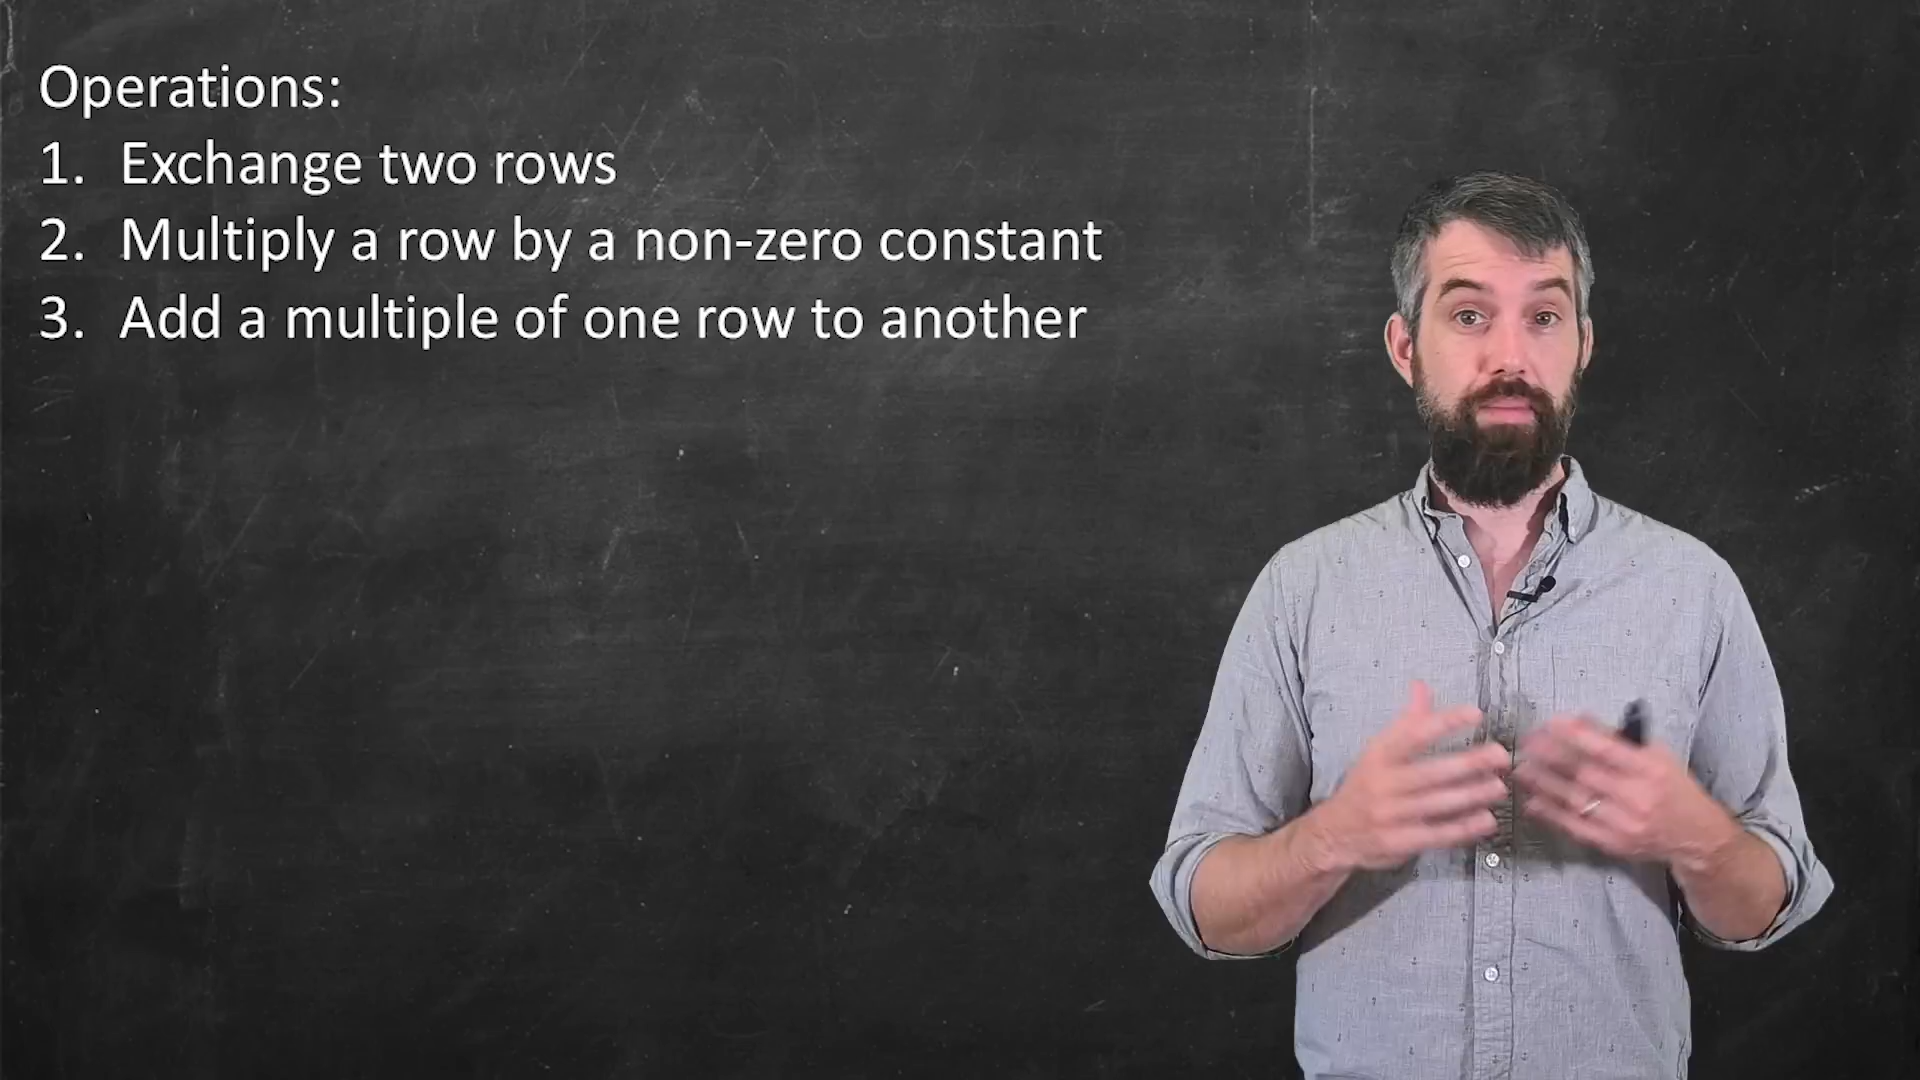 Operations:
1. Exchange two rows
2. Multiply a row by a non-zero constant
3. Add a multiple of one row to another